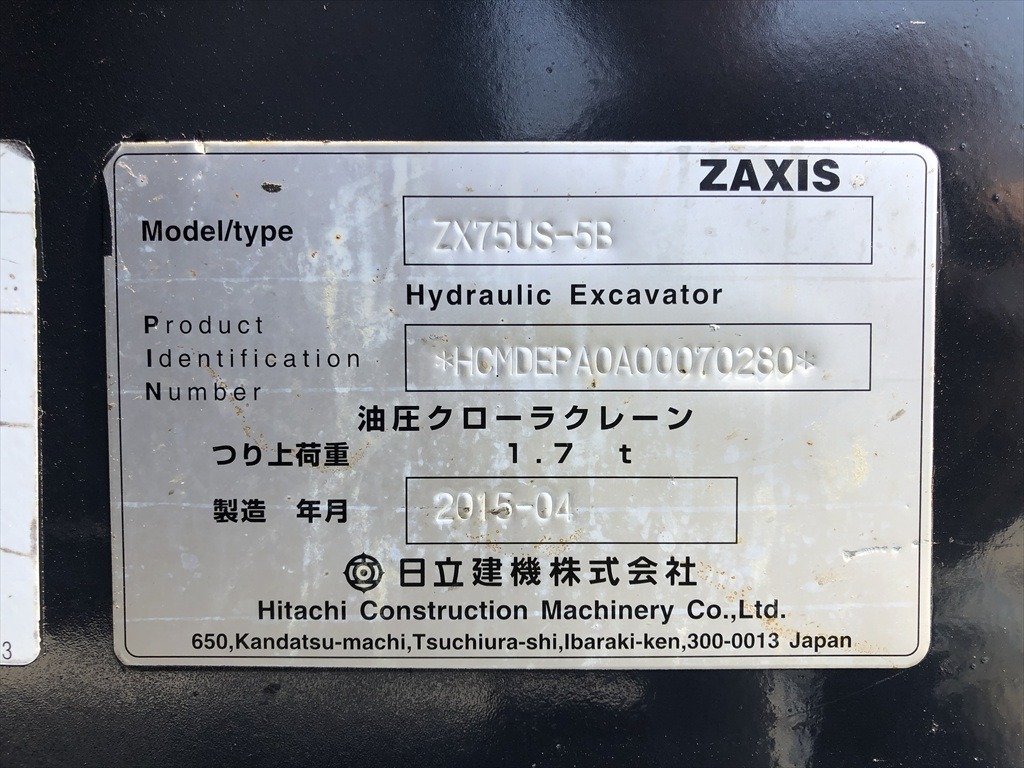 ZAXIS
Model/type ZX75US-5B
Hydraulic Excavator
Product
Identification *HCMDEPA0A00070280*
Number
油圧クローラクレーン
つり上荷重 1.7 t
製造 年月 2015-04
日立建機株式会社
Hitachi Construction Machinery Co.,Ltd.
650,Kandatsu-machi,Tsuchiura-shi,Ibaraki-ken,300-0013 Japan
3